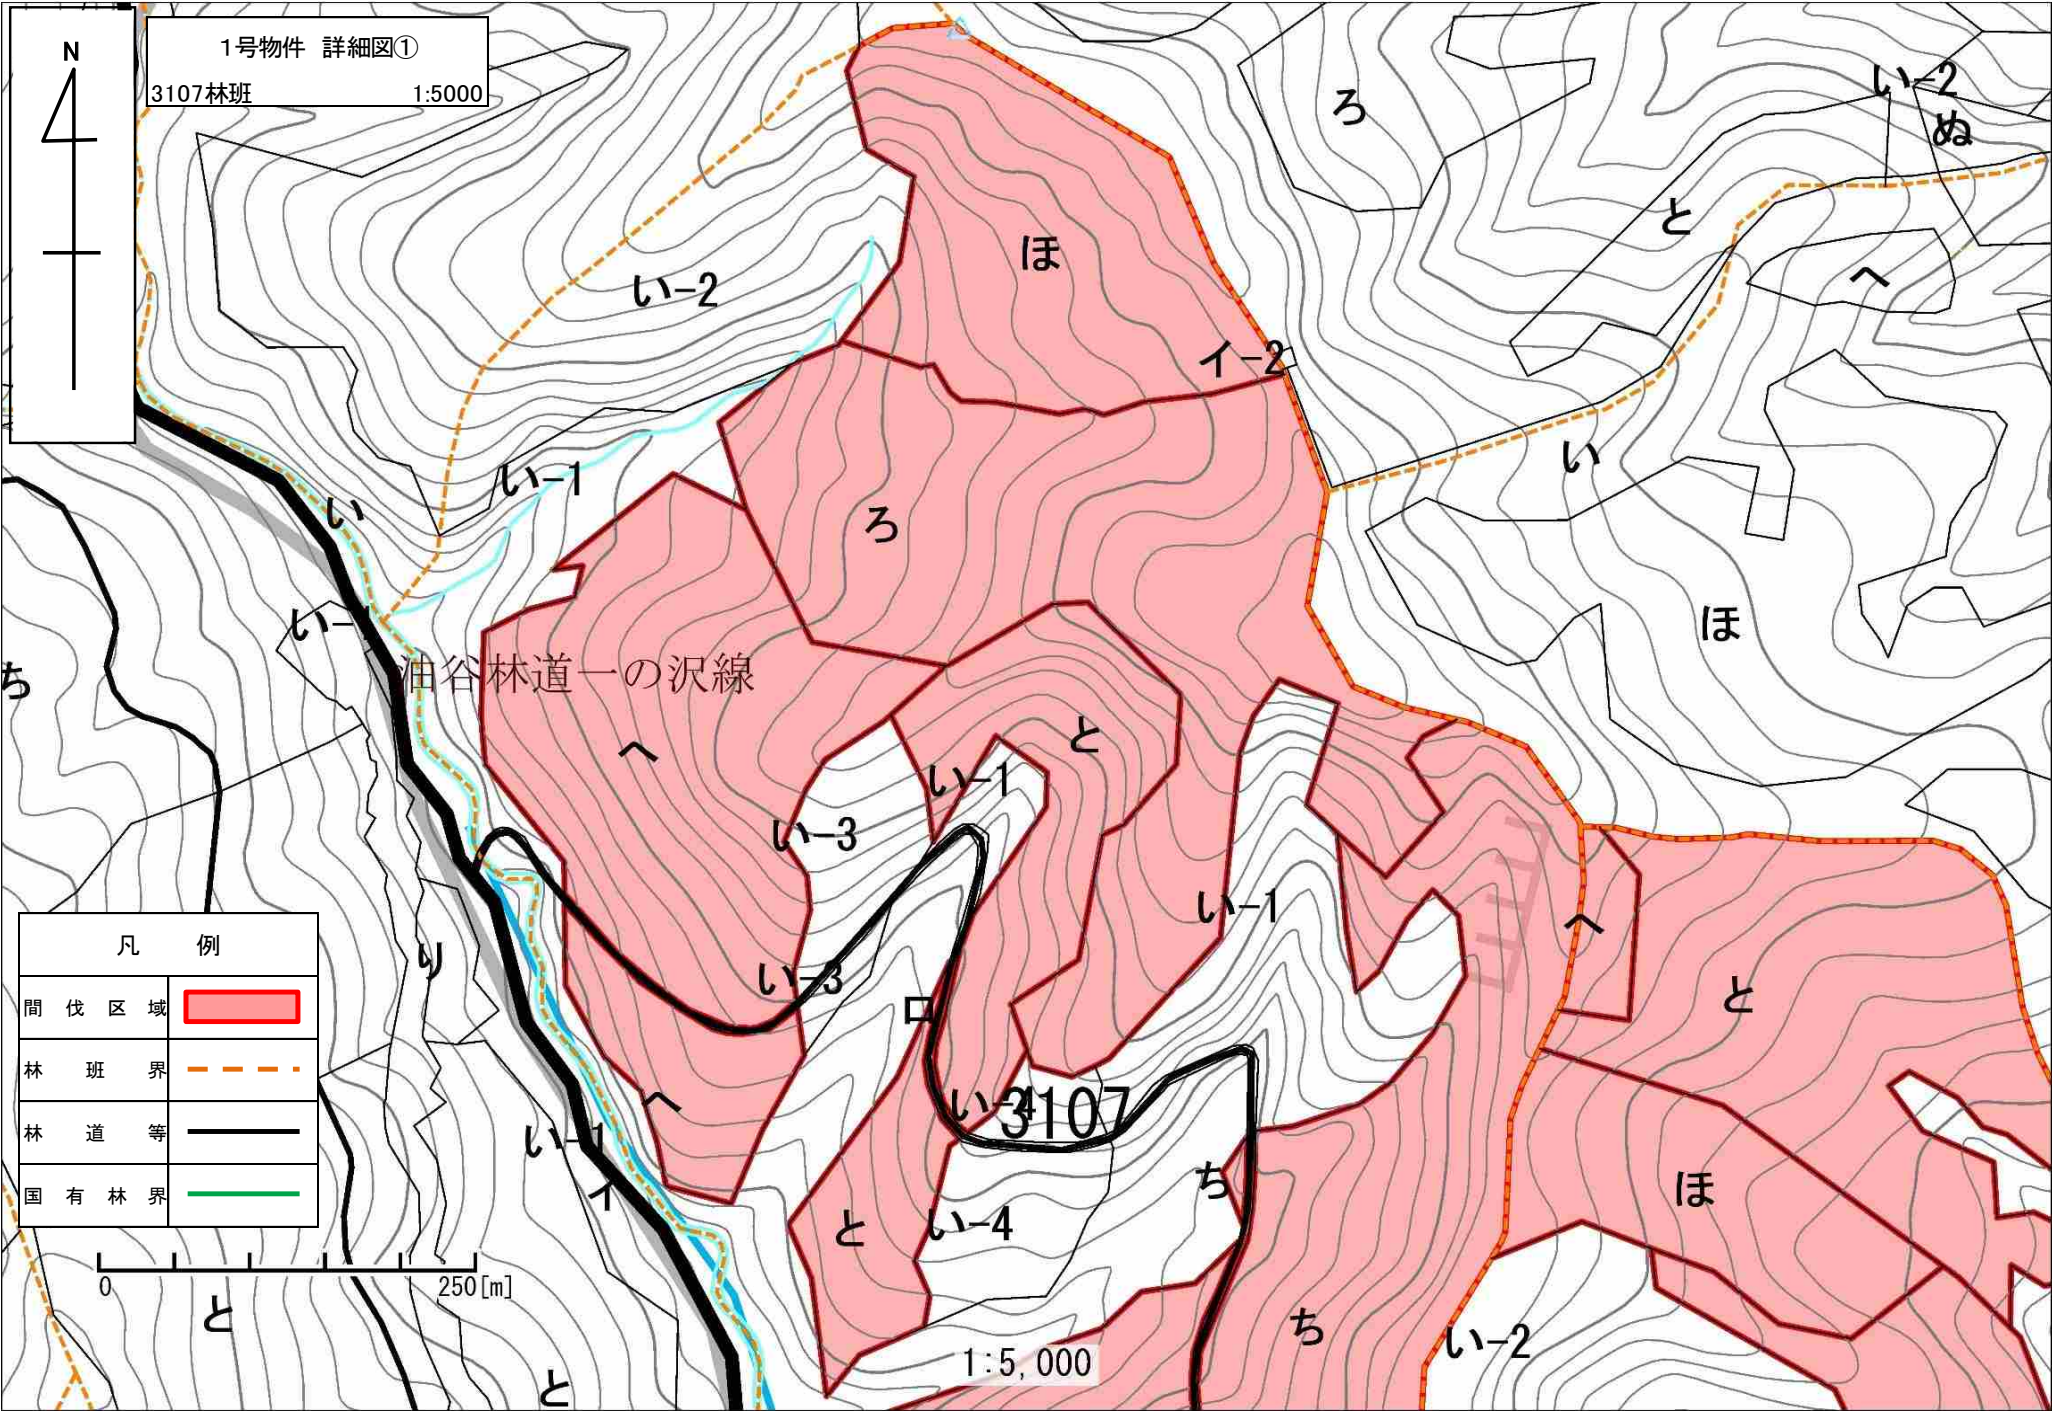 N
1号物件 詳細図①
3107林班 1:5000
い-2
ぬ
ろ
と
へ
ほ
い-2
イ-2
い
い-1
い
ろ
い-1
ほ
ち
油谷林道一の沢線
へ
と
い-1
い-3
い-1
へ
り
い-3
ロ
と
い-4
3107
へ
い-1
イ
ち
ほ
と
い-4
ち
い-2
凡 例
間伐区域
林班界
林道等
国有林界
0 250[m]
と
と
1:5,000